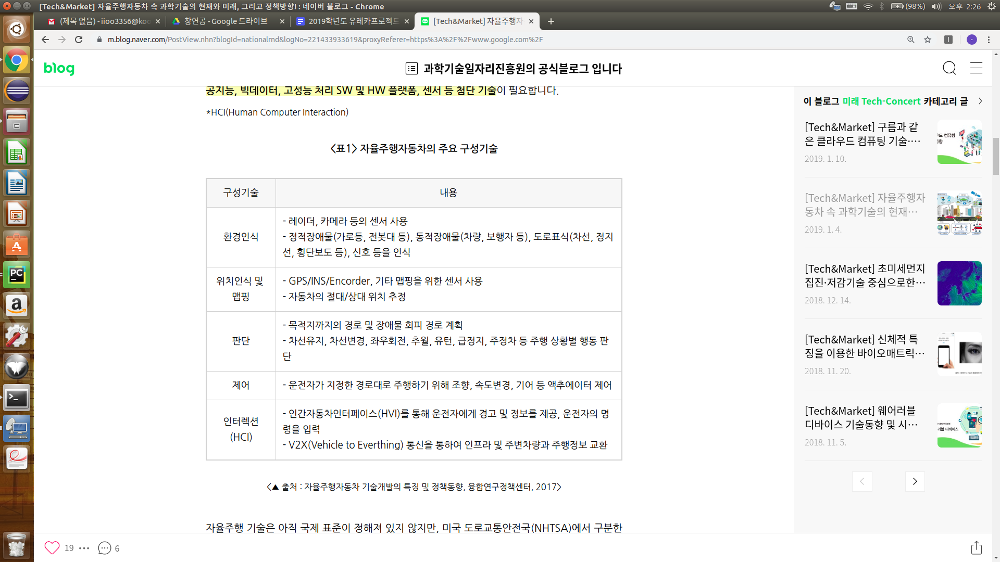 [Tech&Market] 자율주행자동차 속 과학기술의 현재와 미래, 그리고 정책방향! : 네이버 블로그 - Chrome
(98%)
오후 2:26
(제목 없음) - iioo3356@koo
창연공 - Google 드라이브
2019학년도 유레카프로젝트
[Tech&Market] 자율주행자
m.blog.naver.com/PostView.nhn?blogId=nationalrnd&logNo=221433933619&proxyReferer=https%3A%2F%2Fwww.google.com%2F
blog
과학기술일자리진흥원의 공식블로그 입니다
공지능, 빅데이터, 고성능 처리 SW 및 HW 플랫폼, 센서 등 첨단 기술이 필요합니다.
*HCI(Human Computer Interaction)
<표1> 자율주행자동차의 주요 구성기술
구성기술
내용
환경인식
- 레이더, 카메라 등의 센서 사용
- 정적장애물(가로등, 전봇대 등), 동적장애물(차량, 보행자 등), 도로표식(차선, 정지
선, 횡단보도 등), 신호 등을 인식
위치인식 및
맵핑
- GPS/INS/Encorder, 기타 맵핑을 위한 센서 사용
- 자동차의 절대/상대 위치 추정
판단
- 목적지까지의 경로 및 장애물 회피 경로 계획
- 차선유지, 차선변경, 좌우회전, 추월, 유턴, 급정지, 주정차 등 주행 상황별 행동 판
단
제어
- 운전자가 지정한 경로대로 주행하기 위해 조향, 속도변경, 기어 등 액추에이터 제어
인터렉션
(HCI)
- 인간자동차인터페이스(HVI)를 통해 운전자에게 경고 및 정보를 제공, 운전자의 명
령을 입력
- V2X(Vehicle to Everthing) 통신을 통하여 인프라 및 주변차량과 주행정보 교환
<▲ 출처 : 자율주행자동차 기술개발의 특징 및 정책동향, 융합연구정책센터, 2017>
자율주행 기술은 아직 국제 표준이 정해져 있지 않지만, 미국 도로교통안전국(NHTSA)에서 구분한
19
6
이 블로그 미래 Tech-Concert 카테고리 글
[Tech&Market] 구름과 같
은 클라우드 컴퓨팅 기술·…
2019. 1. 10.
[Tech&Market] 자율주행자
동차 속 과학기술의 현재…
2019. 1. 4.
[Tech&Market] 초미세먼지
집진·저감기술 중심으로한…
2018. 12. 14.
[Tech&Market] 신체적 특
징을 이용한 바이오매트릭…
2018. 11. 20.
[Tech&Market] 웨어러블
디바이스 기술동향 및 시…
2018. 11. 5.